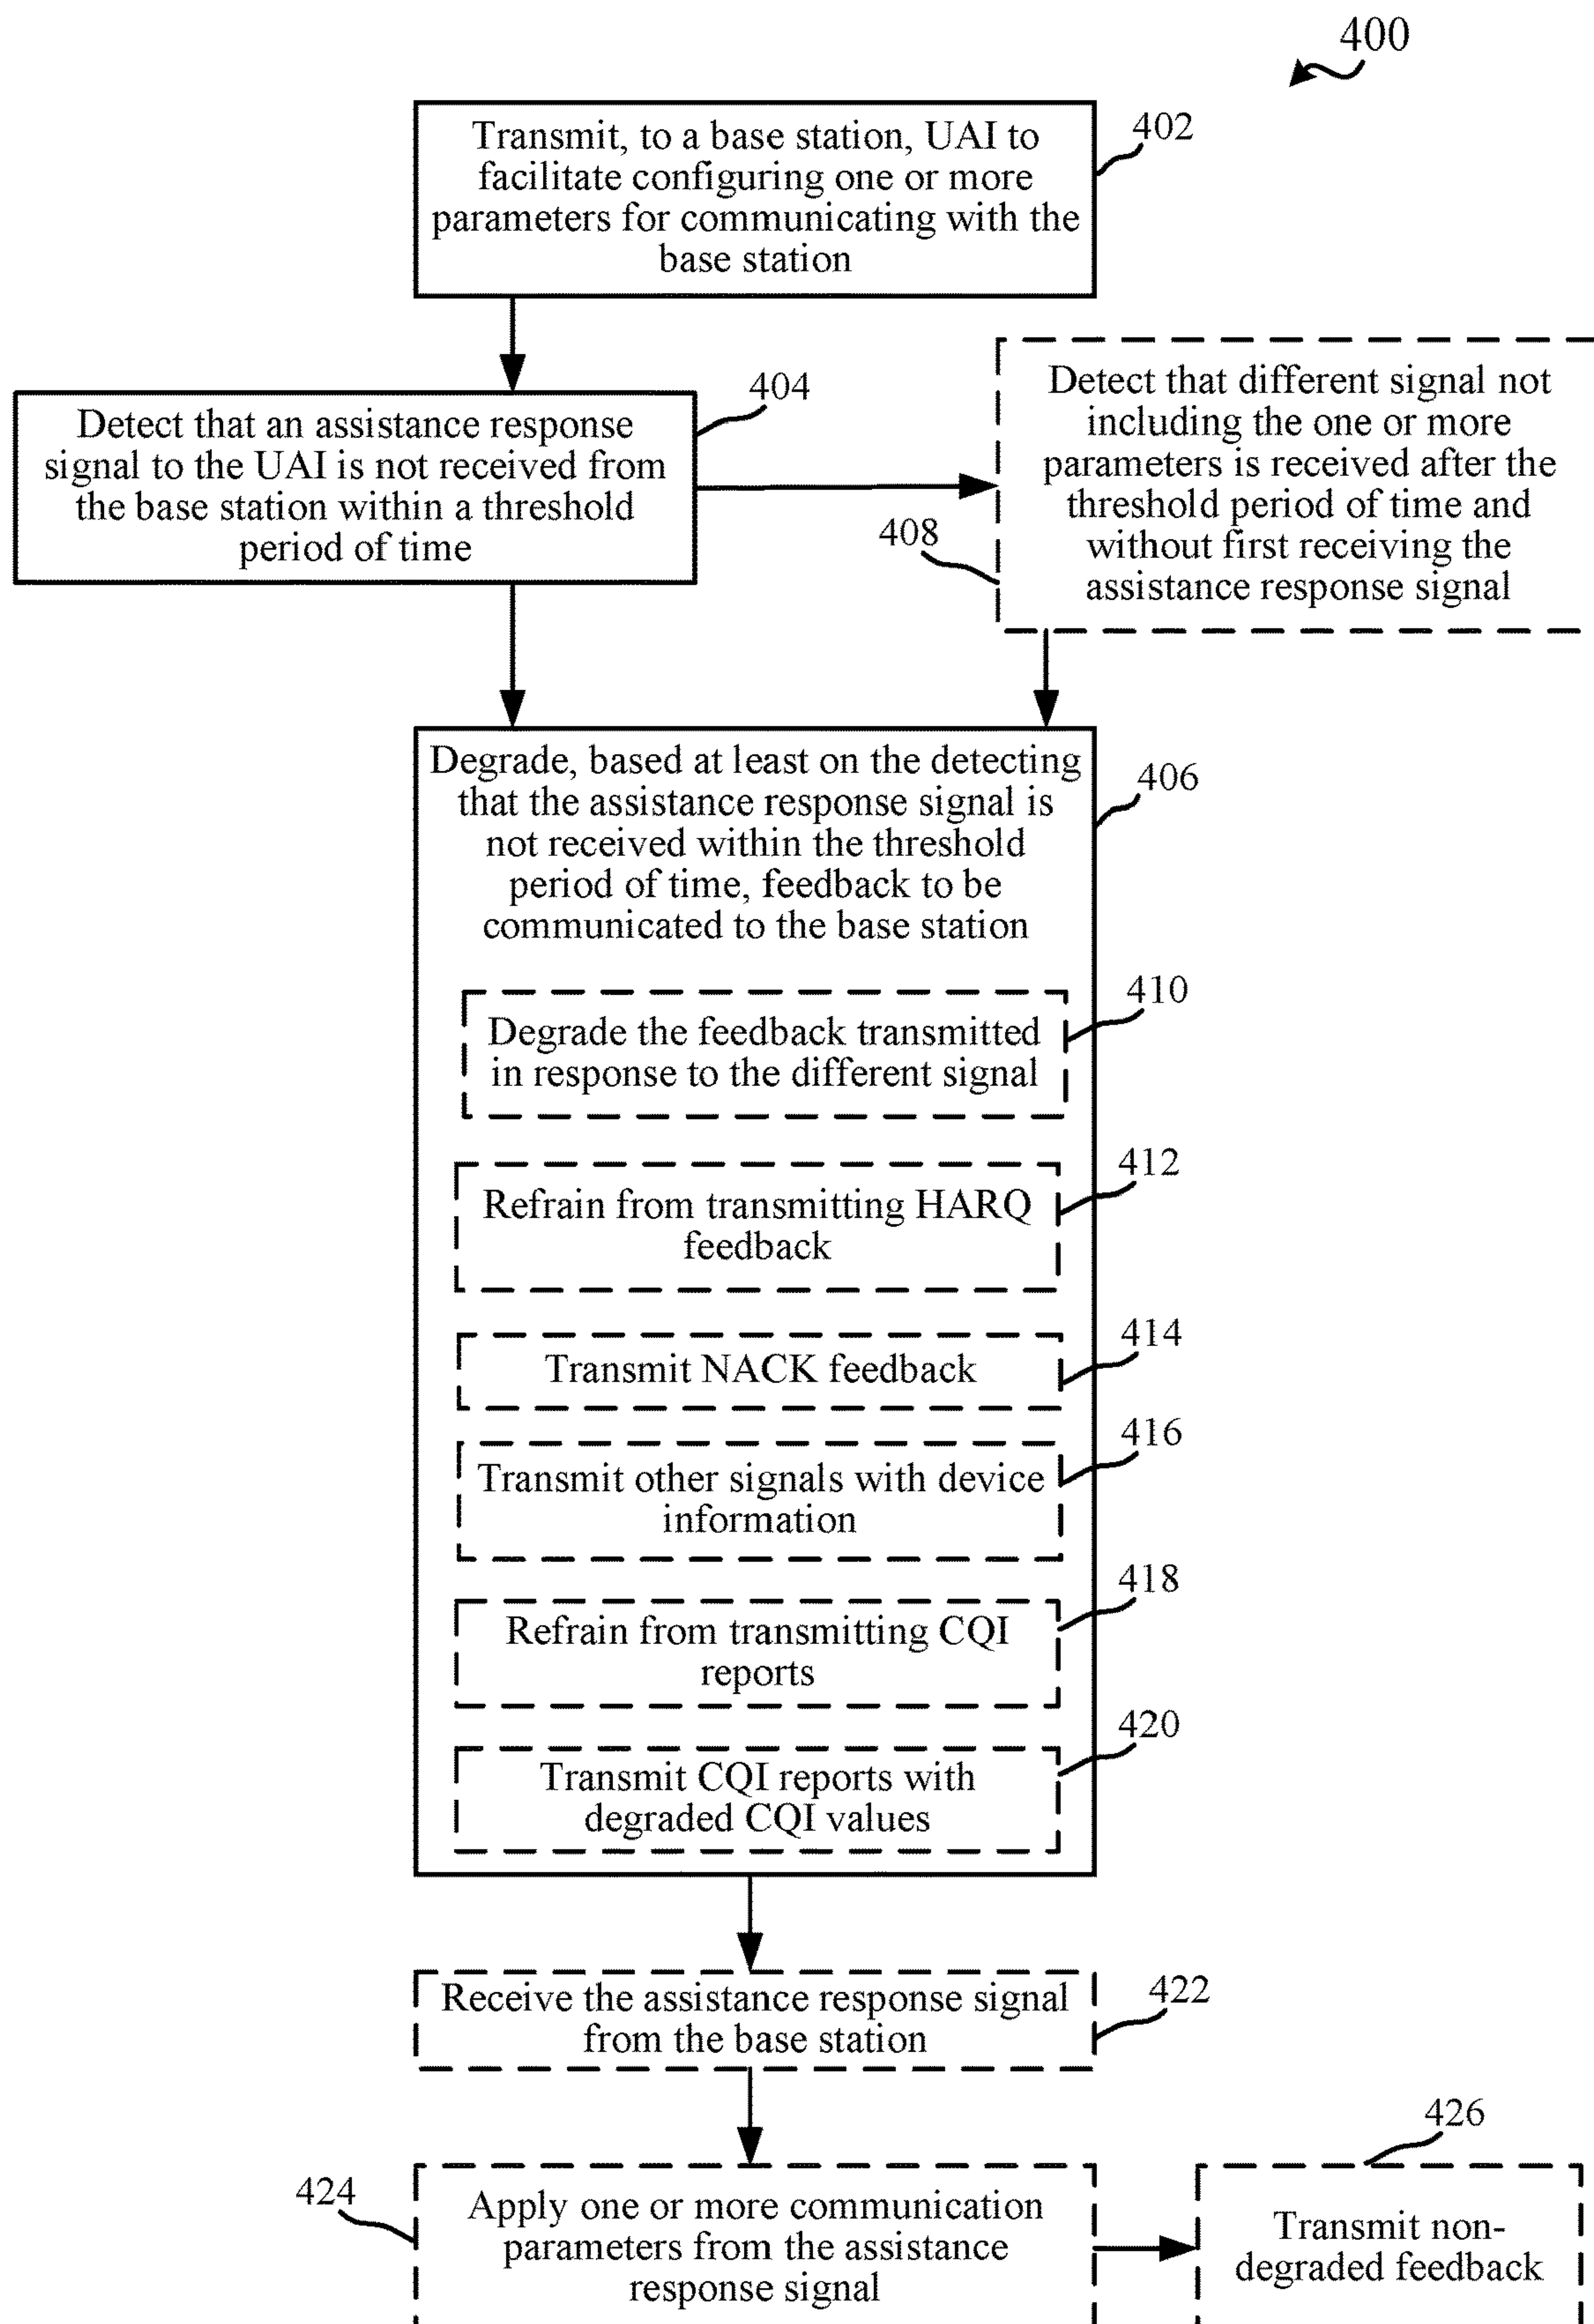 400
Transmit, to a base station, UAI to
facilitate configuring one or more
parameters for communicating with the
base station
402
Detect that an assistance response
signal to the UAI is not received from
the base station within a threshold
period of time
404
Detect that different signal not
including the one or more
parameters is received after the
threshold period of time and
without first receiving the
assistance response signal
408
Degrade, based at least on the detecting
that the assistance response signal is
not received within the threshold
period of time, feedback to be
communicated to the base station
406
Degrade the feedback transmitted
in response to the different signal
410
Refrain from transmitting HARQ
feedback
412
Transmit NACK feedback
414
Transmit other signals with device
information
416
Refrain from transmitting CQI
reports
418
Transmit CQI reports with
degraded CQI values
420
Receive the assistance response signal
from the base station
422
424
Apply one or more communication
parameters from the assistance
response signal
426
Transmit non-
degraded feedback